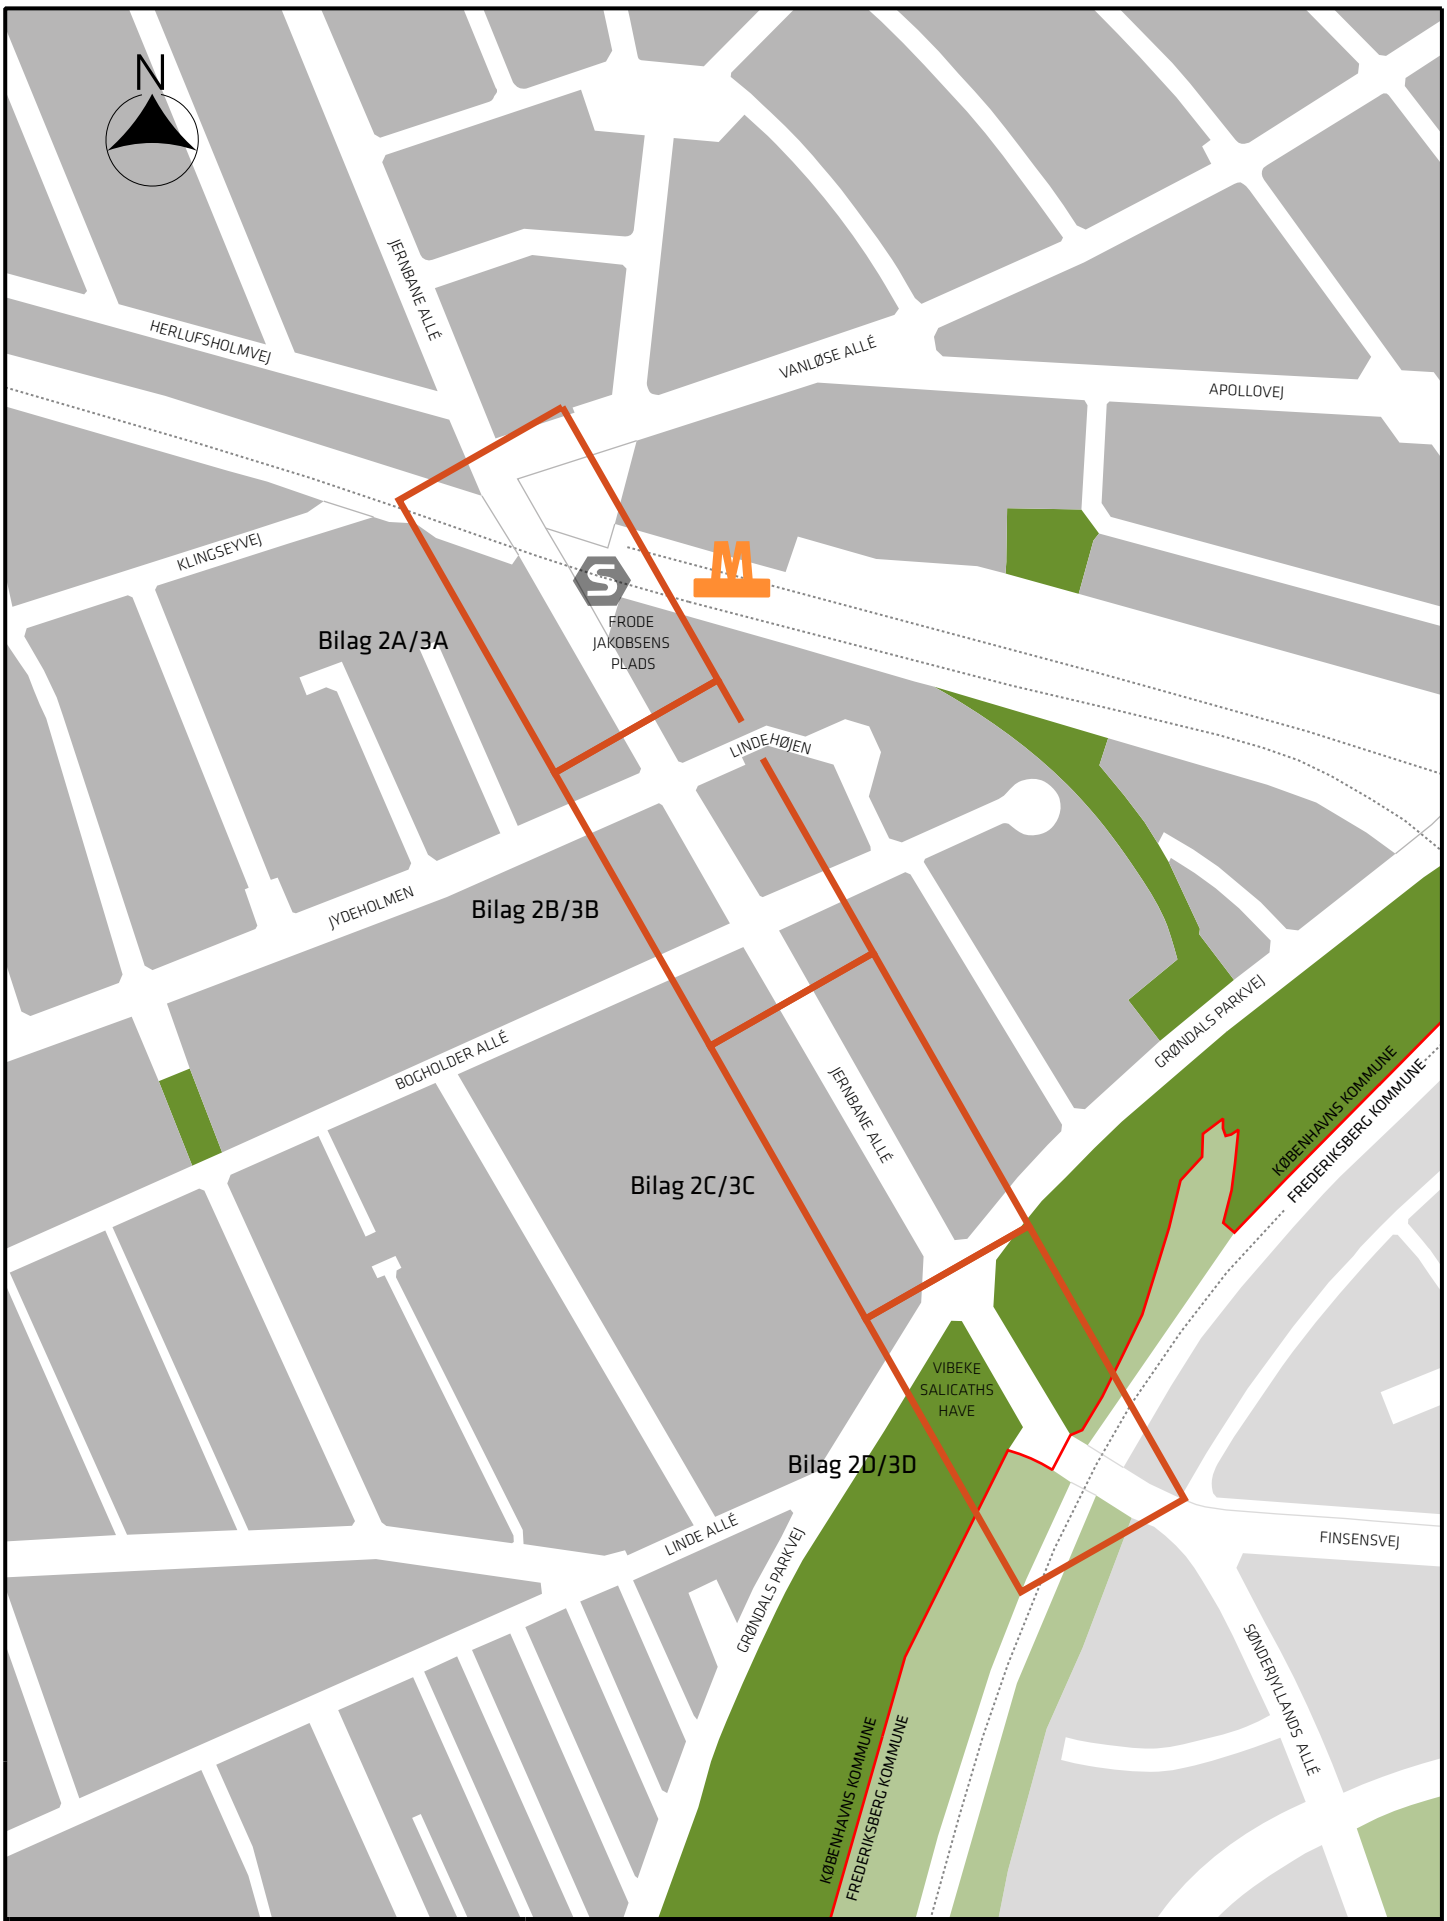 N
JERNBANE ALLÉ
HERLUFSHOLMVEJ
VANLØSE ALLÉ
APOLLOVEJ
KLINGSEYVEJ
M
S
FRODE
JAKOBSENS
PLADS
Bilag 2A/3A
LINDEHØJEN
JYDEHOLMEN
Bilag 2B/3B
GRØNDALS PARKVEJ
BOGHOLDER ALLÉ
JERNBANE ALLÉ
KØBENHAVNS KOMMUNE
FREDERIKSBERG KOMMUNE
Bilag 2C/3C
VIBEKE
SALICATHS
HAVE
Bilag 2D/3D
LINDE ALLÉ
FINSENSVEJ
GRØNDALS PARKVEJ
SØNDERJYLLANDS ALLÉ
KØBENHAVNS KOMMUNE
FREDERIKSBERG KOMMUNE